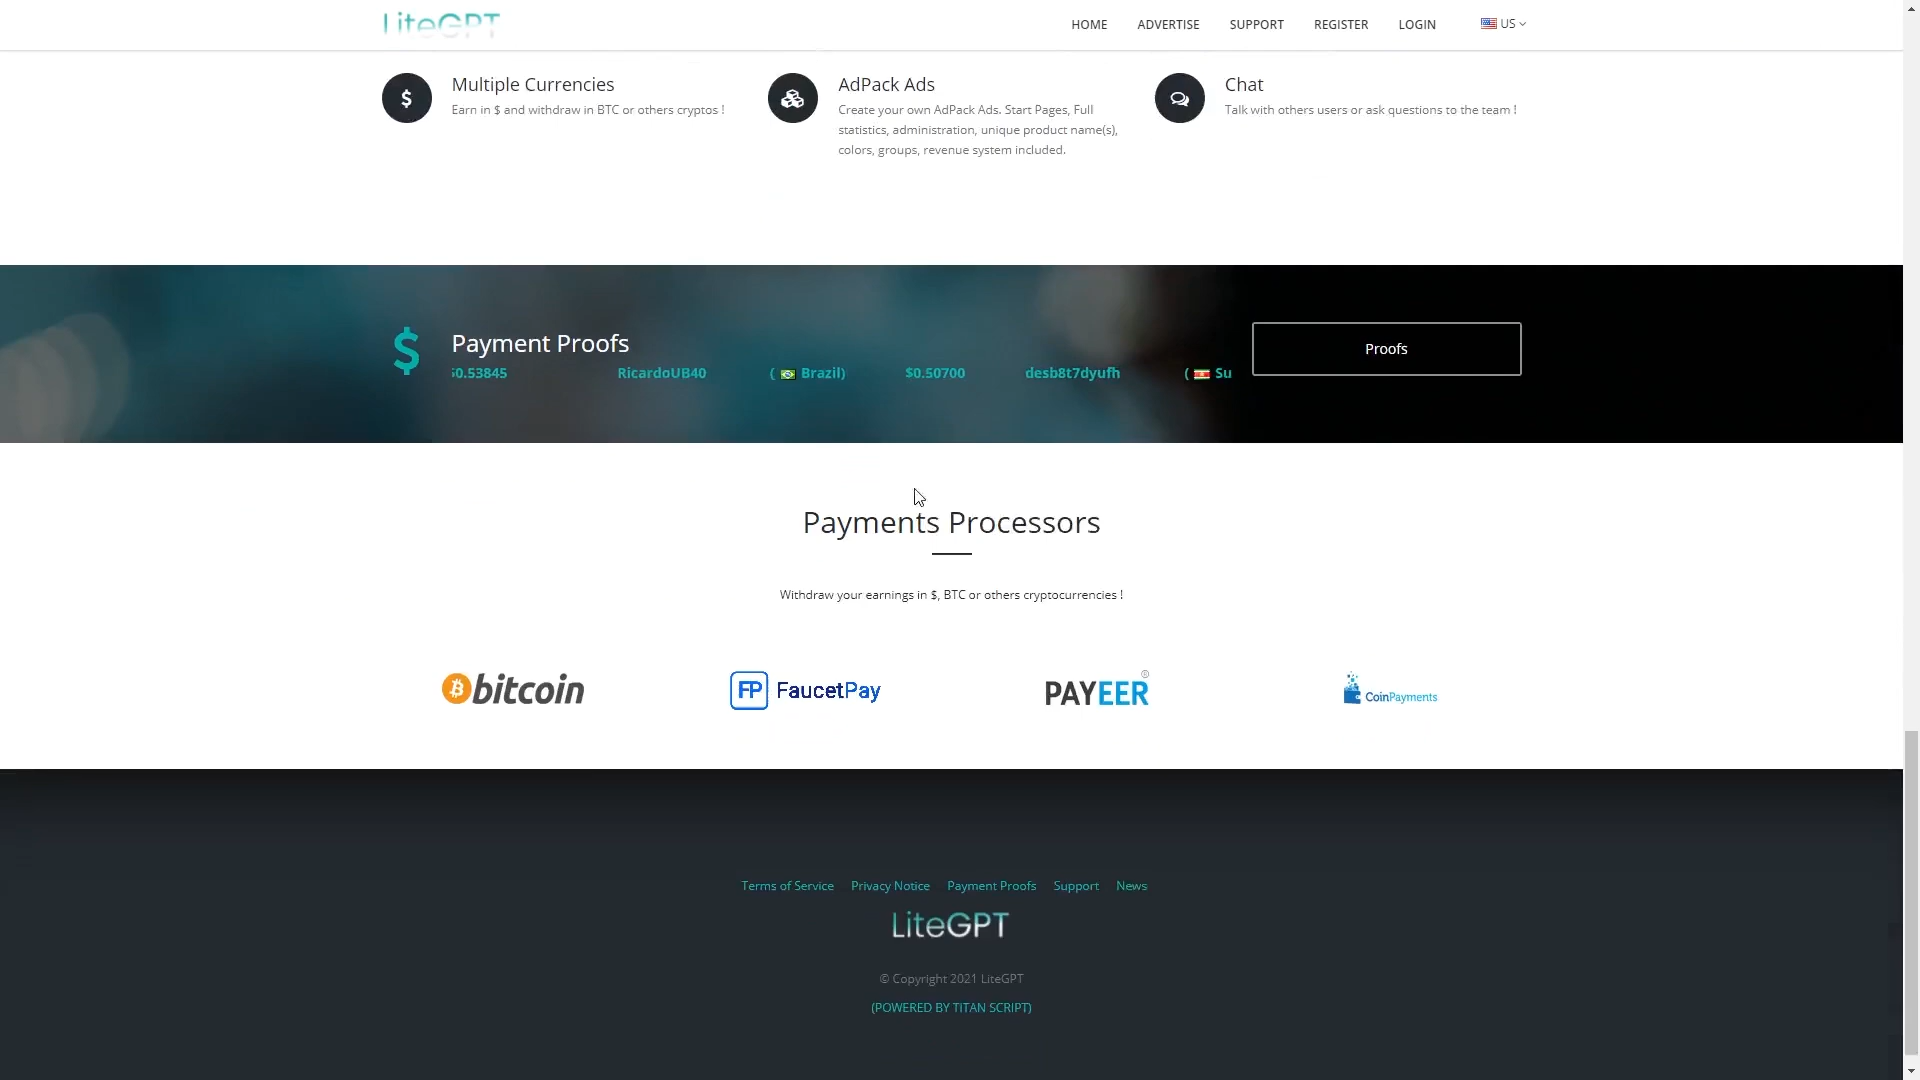 LiteGPT
HOME ADVERTISE SUPPORT REGISTER LOGIN US
Multiple Currencies
Earn in $ and withdraw in BTC or others cryptos !
AdPack Ads
Create your own AdPack Ads. Start Pages, Full
statistics, administration, unique product name(s),
colors, groups, revenue system included.
Chat
Talk with others users or ask questions to the team !
$
Payment Proofs
$0.53845 RicardoUB40 ( Brazil) $0.50700 desb8t7dyufh ( Su
Proofs
Payments Processors
Withdraw your earnings in $, BTC or others cryptocurrencies !
bitcoin
FP FaucetPay
PAYEER®
CoinPayments
Terms of Service Privacy Notice Payment Proofs Support News
LiteGPT
© Copyright 2021 LiteGPT
(POWERED BY TITAN SCRIPT)